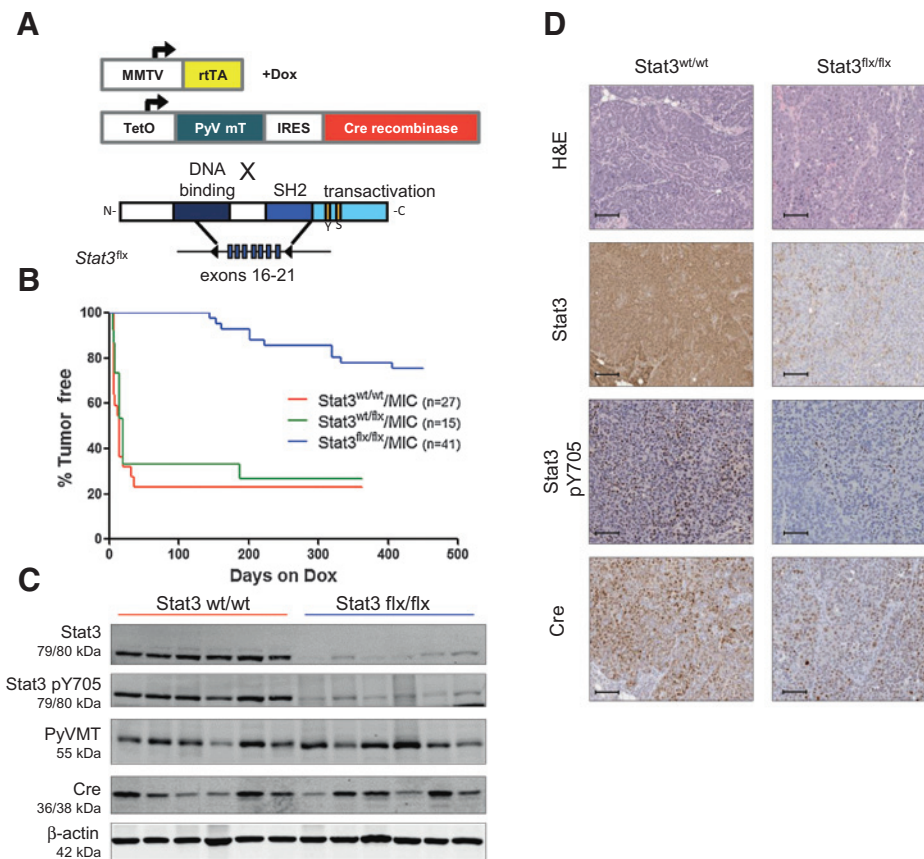 A
MMTV rtTA +Dox
TetO PyV mT IRES Cre recombinase
DNA binding X SH2 transactivation
N- -C
Y S
Stat3flx
exons 16-21
B
% Tumor free
100
80
60
40
20
0
0 100 200 300 400 500
Days on Dox
Stat3wt/wt/MIC (n=27)
Stat3wt/flx/MIC (n=15)
Stat3flx/flx/MIC (n=41)
C
Stat3 wt/wt Stat3 flx/flx
Stat3
79/80 kDa
Stat3 pY705
79/80 kDa
PyVMT
55 kDa
Cre
36/38 kDa
β-actin
42 kDa
D
Stat3wt/wt Stat3flx/flx
H&E
Stat3
Stat3
pY705
Cre